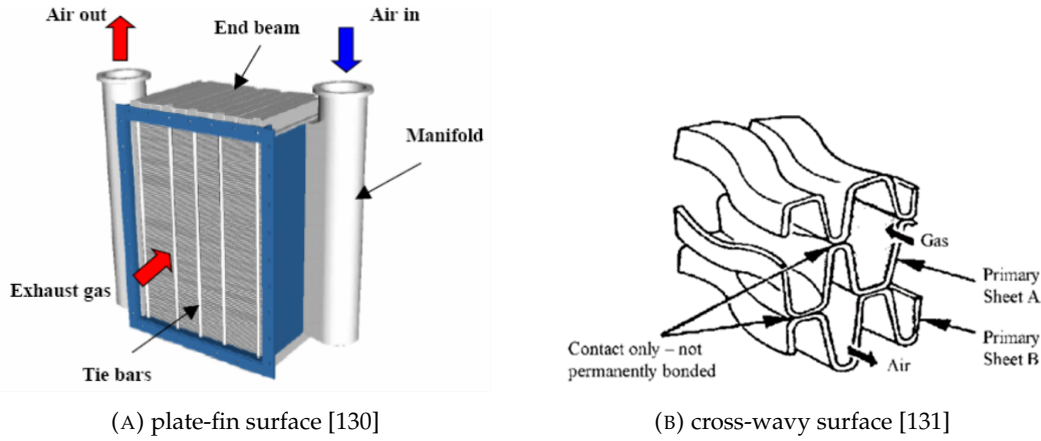 Air out
Air in
End beam
Manifold
Exhaust gas
Tie bars
Gas
Primary
Sheet A
Contact only – not
permanently bonded
Air
Primary
Sheet B
(A) plate-fin surface [130]
(B) cross-wavy surface [131]